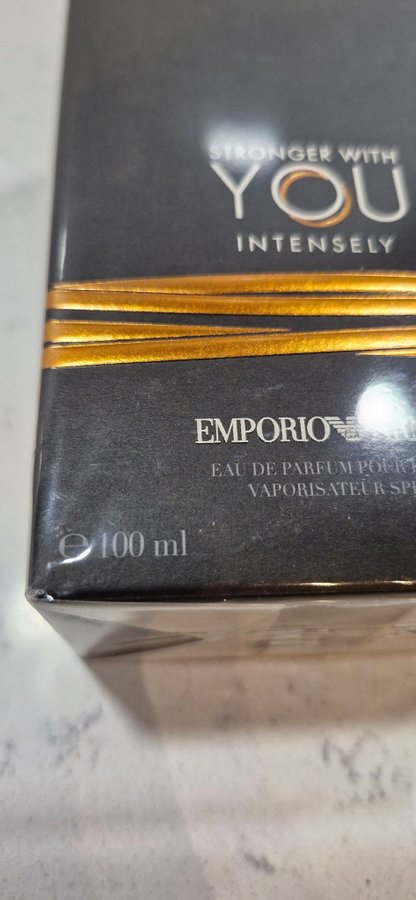 STRONGER WITH
YOU
INTENSELY
EMPORIO
EAU DE PARFUM POUR
VAPORISATEUR
℮ 100 ml